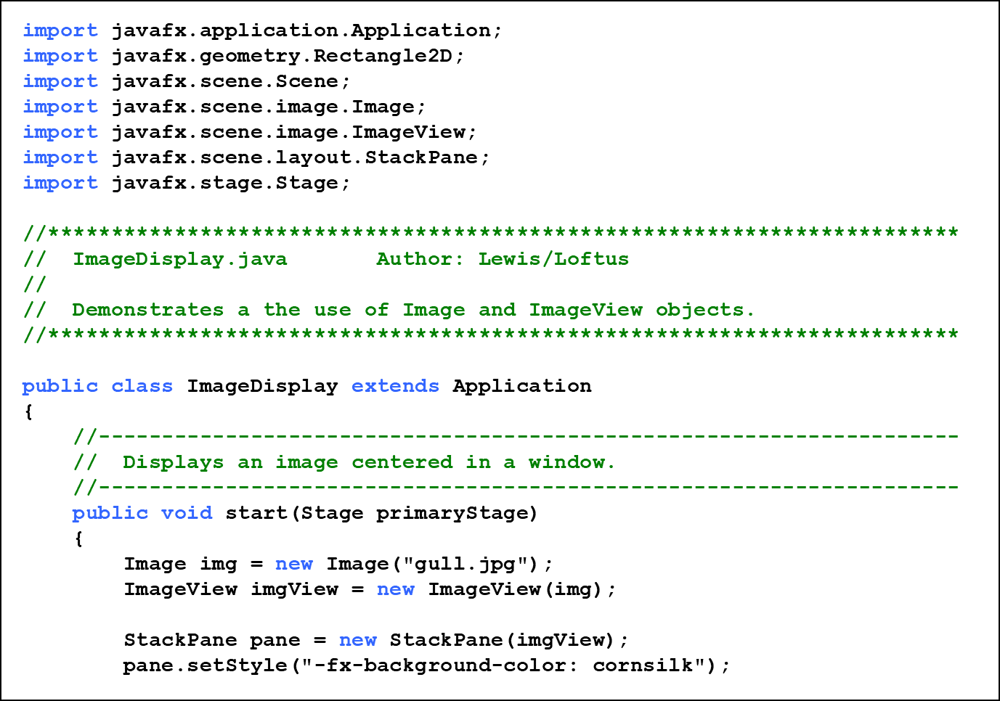 import javafx.application.Application;
import javafx.geometry.Rectangle2D;
import javafx.scene.Scene;
import javafx.scene.image.Image;
import javafx.scene.image.ImageView;
import javafx.scene.layout.StackPane;
import javafx.stage.Stage;

//************************************************************************
//  ImageDisplay.java       Author: Lewis/Loftus
//
//  Demonstrates a the use of Image and ImageView objects.
//************************************************************************

public class ImageDisplay extends Application
{
    //--------------------------------------------------------------------
    //  Displays an image centered in a window.
    //--------------------------------------------------------------------
    public void start(Stage primaryStage)
    {
        Image img = new Image("gull.jpg");
        ImageView imgView = new ImageView(img);

        StackPane pane = new StackPane(imgView);
        pane.setStyle("-fx-background-color: cornsilk");